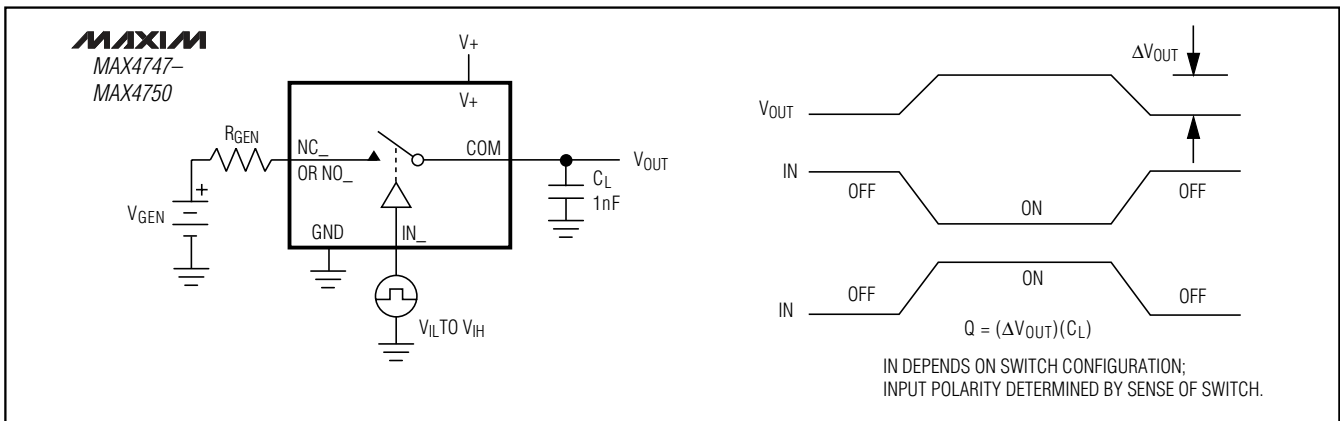 MAXIM
MAX4747–
MAX4750
V+
V+
RGEN
NC_
OR NO_
COM
VOUT
CL
1nF
+
VGEN
GND
IN_
VIL TO VIH
ΔVOUT
VOUT
IN
OFF
ON
OFF
IN
OFF
ON
OFF
Q = (ΔVOUT)(CL)
IN DEPENDS ON SWITCH CONFIGURATION;
INPUT POLARITY DETERMINED BY SENSE OF SWITCH.